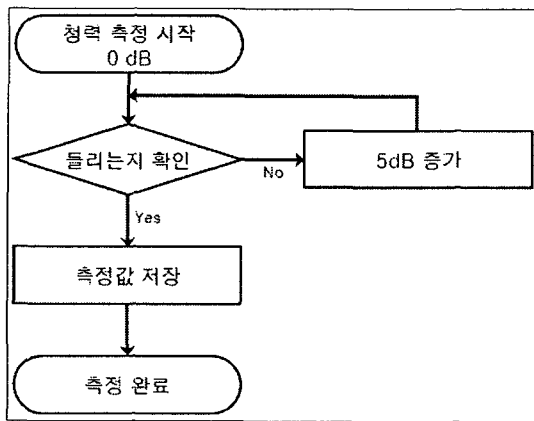 청력 측정 시작
0 dB
들리는지 확인
No
5dB 증가
Yes
측정값 저장
측정 완료